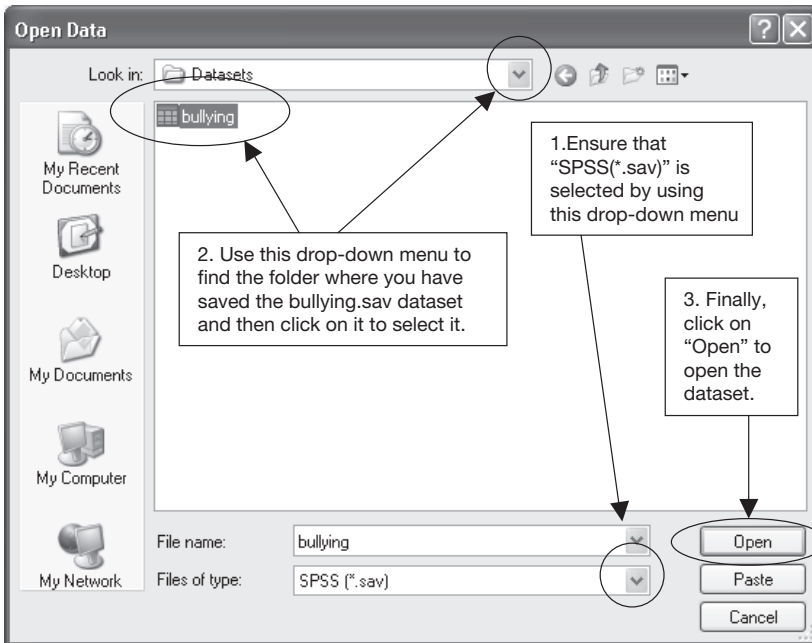 Open Data
Look in:
Datasets
bullying
My Recent
Documents
Desktop
My Documents
My Computer
My Network
1.Ensure that
“SPSS(*.sav)” is
selected by using
this drop-down menu
2. Use this drop-down menu to
find the folder where you have
saved the bullying.sav dataset
and then click on it to select it.
3. Finally,
click on
“Open” to
open the
dataset.
File name:
bullying
Open
Files of type:
SPSS (*.sav)
Paste
Cancel